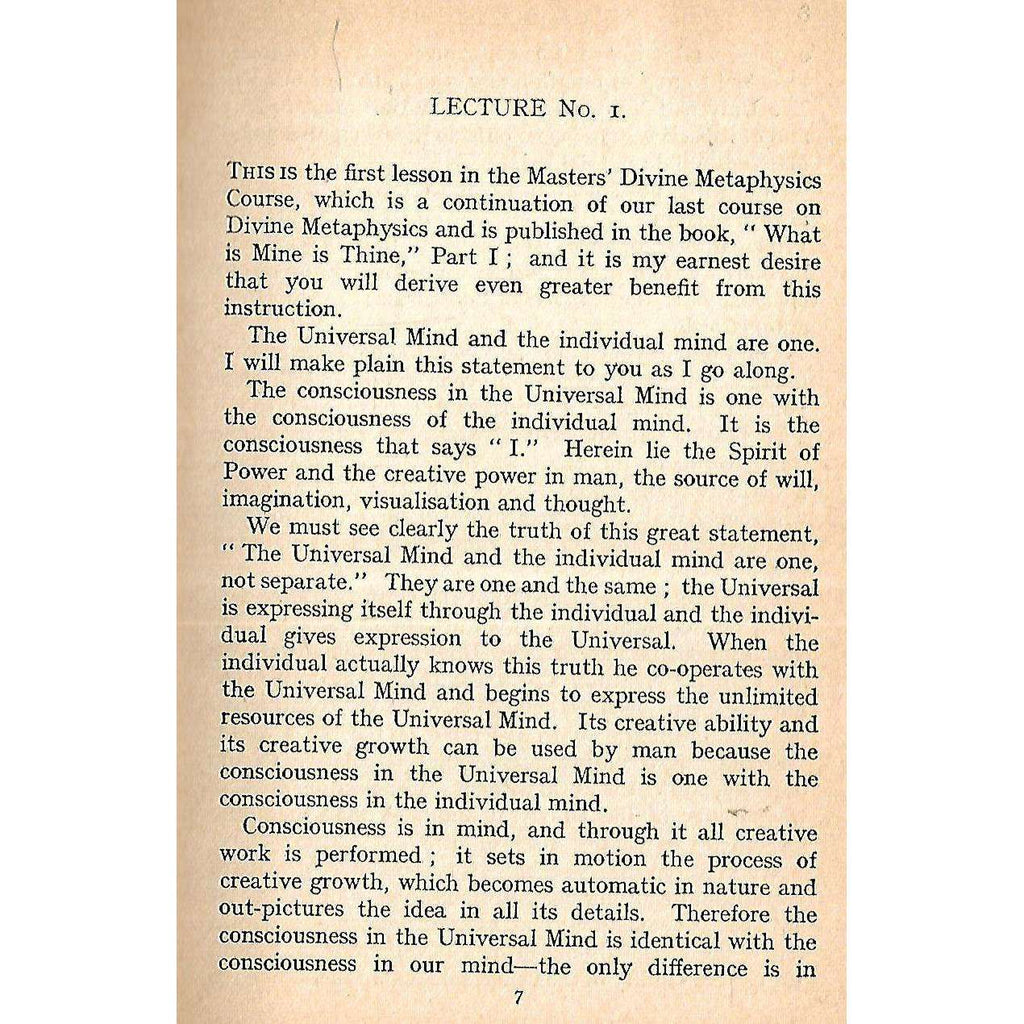 LECTURE No. 1.
THIS IS the first lesson in the Masters' Divine Metaphysics
Course, which is a continuation of our last course on
Divine Metaphysics and is published in the book, " What
is Mine is Thine," Part I ; and it is my earnest desire
that you will derive even greater benefit from this
instruction.
The Universal Mind and the individual mind are one.
I will make plain this statement to you as I go along.
The consciousness in the Universal Mind is one with
the consciousness of the individual mind. It is the
consciousness that says " I." Herein lie the Spirit of
Power and the creative power in man, the source of will,
imagination, visualisation and thought.
We must see clearly the truth of this great statement,
" The Universal Mind and the individual mind are one,
not separate." They are one and the same ; the Universal
is expressing itself through the individual and the indivi-
dual gives expression to the Universal. When the
individual actually knows this truth he co-operates with
the Universal Mind and begins to express the unlimited
resources of the Universal Mind. Its creative ability and
its creative growth can be used by man because the
consciousness in the Universal Mind is one with the
consciousness in the individual mind.
Consciousness is in mind, and through it all creative
work is performed ; it sets in motion the process of
creative growth, which becomes automatic in nature and
out-pictures the idea in all its details. Therefore the
consciousness in the Universal Mind is identical with the
consciousness in our mind—the only difference is in
7